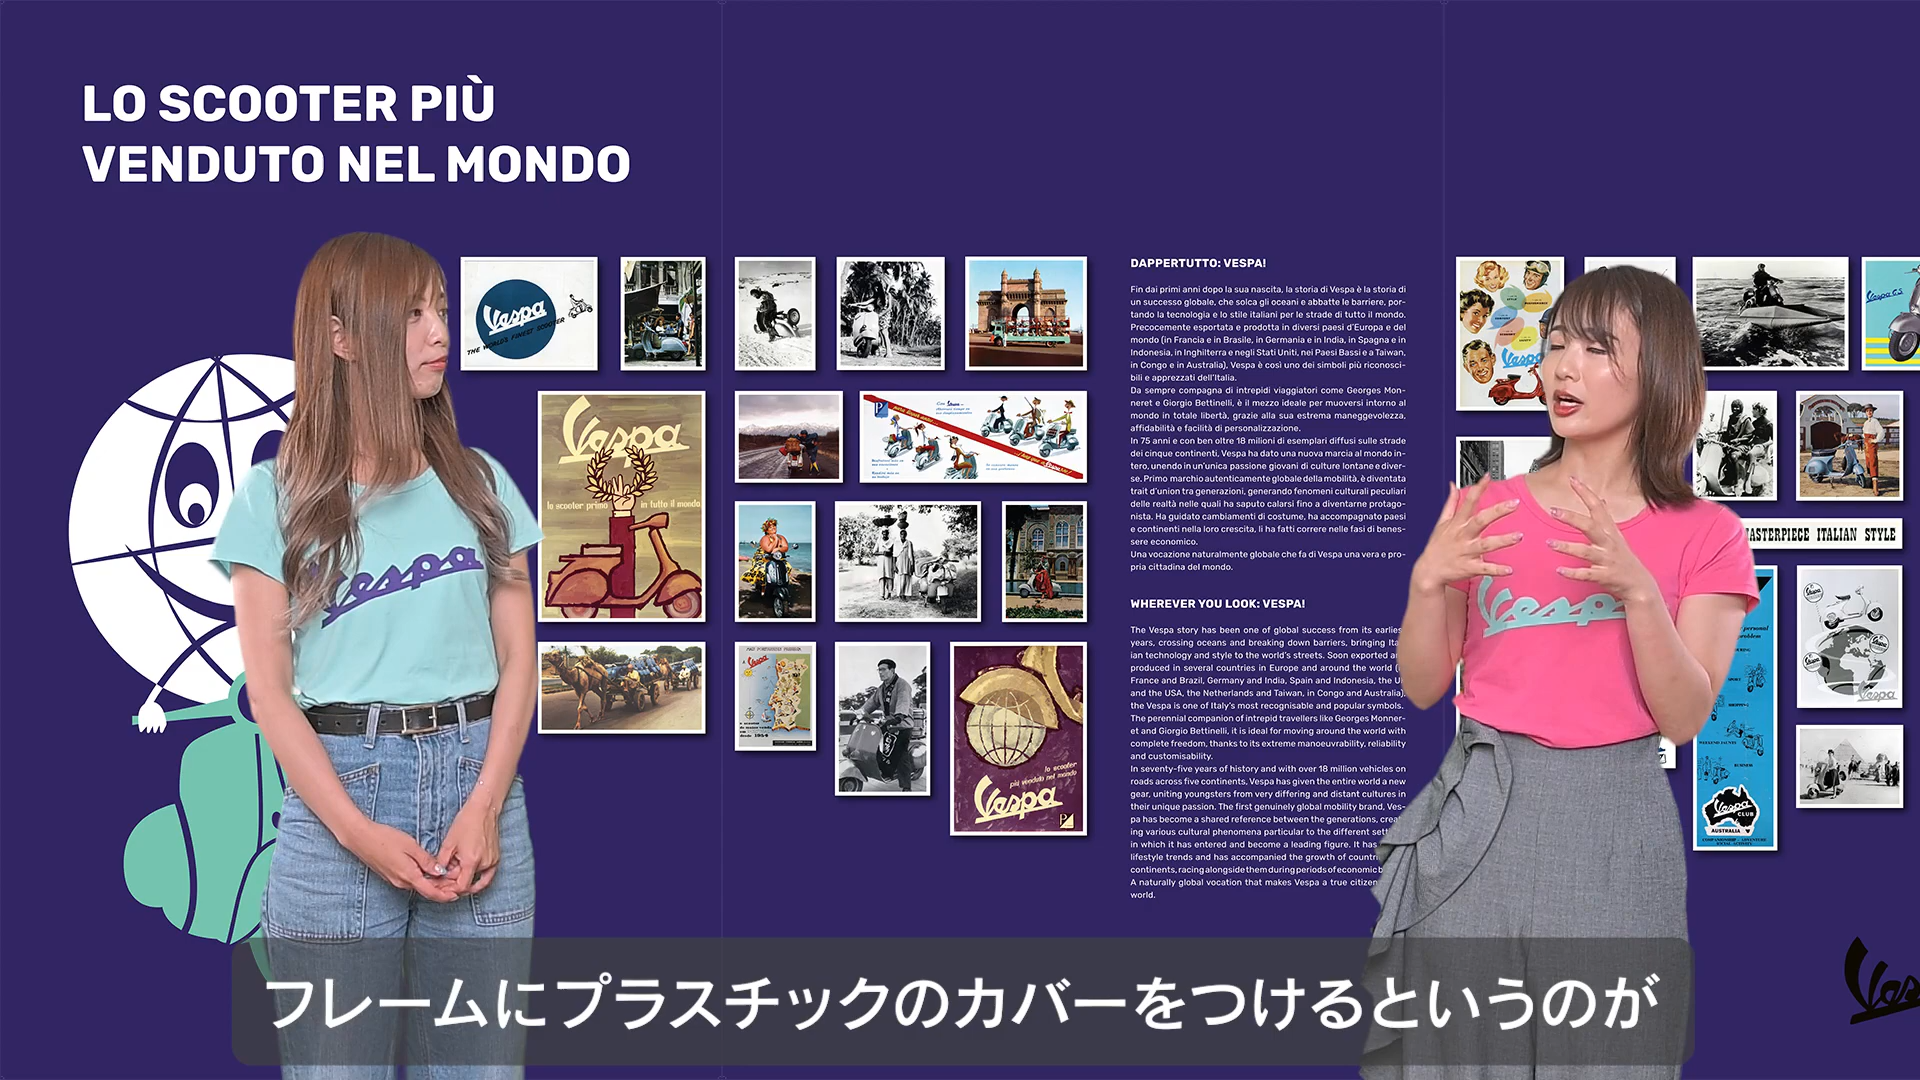 LO SCOOTER PIÙ
VENDUTO NEL MONDO
Vespa
THE WORLD'S FINEST SCOOTER
Vespa
lo scooter primo in tutto il mondo
Vespa
lo scooter
più venduto nel mondo
Vespa
DAPPERTUTTO: VESPA!
Fin dai primi anni dopo la sua nascita, la storia di Vespa è la storia di
un successo globale, che solca gli oceani e abbatte le barriere, por-
tando la tecnologia e lo stile italiani per le strade di tutto il mondo.
Precocemente esportata e prodotta in diversi paesi d'Europa e del
mondo (in Francia e in Brasile, in Germania e in India, in Spagna e in
Indonesia, in Inghilterra e negli Stati Uniti, nei Paesi Bassi e a Taiwan,
in Congo e in Australia), Vespa è così uno dei simboli più riconosci-
bili e apprezzati dell'Italia.
Da sempre compagna di intrepidi viaggiatori come Georges Mon-
neret e Giorgio Bettinelli, è il mezzo ideale per muoversi intorno al
mondo in totale libertà, grazie alla sua estrema maneggevolezza,
affidabilità e facilità di personalizzazione.
In 75 anni e con ben oltre 18 milioni di esemplari diffusi sulle strade
dei cinque continenti, Vespa ha dato una nuova marcia al mondo in-
tero, unendo in un'unica passione giovani di culture lontane e diver-
se. Primo marchio autenticamente globale della mobilità, è diventata
trait d'union tra generazioni, generando fenomeni culturali peculiari
delle realtà nelle quali ha saputo calarsi fino a diventarne protago-
nista. Ha guidato cambiamenti di costume, ha accompagnato paesi
e continenti nella loro crescita, li ha fatti correre nelle fasi di benes-
sere economico.
Una vocazione naturalmente globale che fa di Vespa una vera e pro-
pria cittadina del mondo.
WHEREVER YOU LOOK: VESPA!
The Vespa story has been one of global success from its earlies
years, crossing oceans and breaking down barriers, bringing Ita
ian technology and style to the world's streets. Soon exported a
produced in several countries in Europe and around the world (
France and Brazil, Germany and India, Spain and Indonesia, the U
and the USA, the Netherlands and Taiwan, in Congo and Australia),
the Vespa is one of Italy's most recognisable and popular symbols.
The perennial companion of intrepid travellers like Georges Monner-
et and Giorgio Bettinelli, it is ideal for moving around the world with
complete freedom, thanks to its extreme manoeuvrability, reliability
and customisability.
In seventy-five years of history and with over 18 million vehicles on
roads across five continents, Vespa has given the entire world a new
gear, uniting youngsters from very differing and distant cultures in
their unique passion. The first genuinely global mobility brand, Ves-
pa has become a shared reference between the generations, crea
ing various cultural phenomena particular to the different set
in which it has entered and become a leading figure. It has
lifestyle trends and has accompanied the growth of countr
continents, racing alongside them during periods of economic b
A naturally global vocation that makes Vespa a true citizen
world.
Vespa
Vespa GS
MASTERPIECE ITALIAN STYLE
Vespa
CLUB
AUSTRALIA
Vespa
Vespa
Vespa
フレームにプラスチックのカバーをつけるというのが